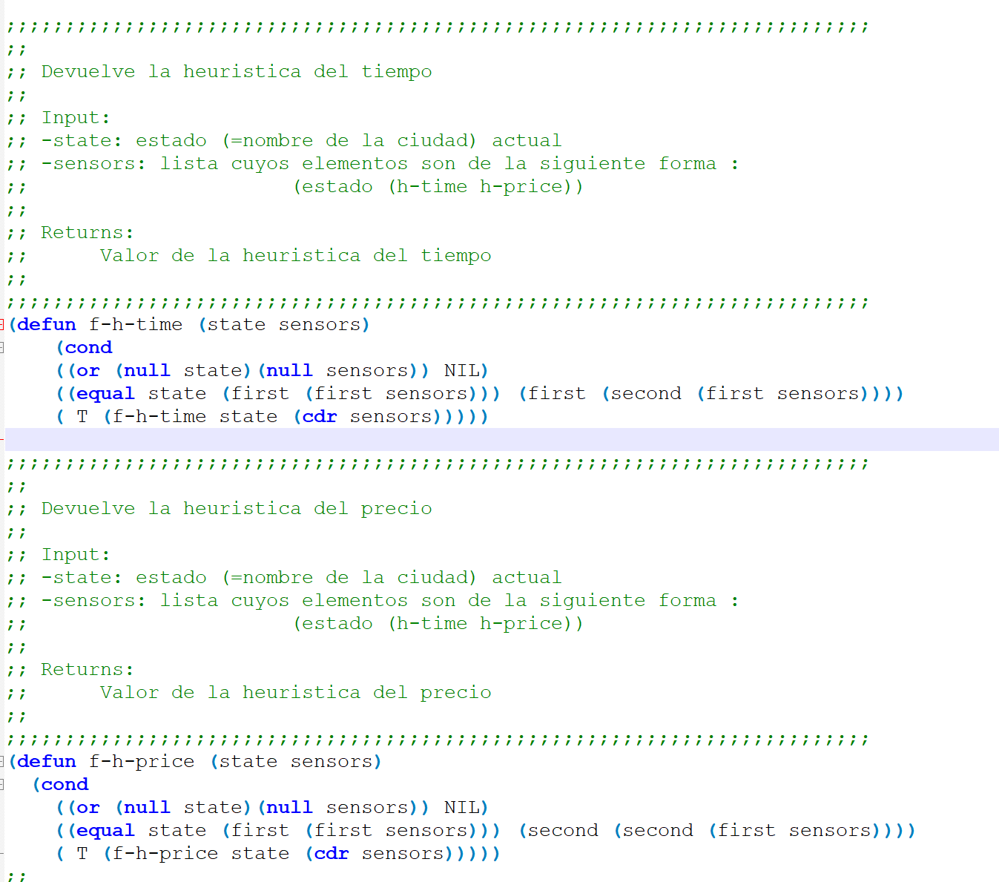 ;;;;;;;;;;;;;;;;;;;;;;;;;;;;;;;;;;;;;;;;;;;;;;;;;;;;;;;;;;;;;;;;;;;;;;;;;
;;
;; Devuelve la heuristica del tiempo
;;
;; Input:
;; -state: estado (=nombre de la ciudad) actual
;; -sensors: lista cuyos elementos son de la siguiente forma :
;;                      (estado (h-time h-price))
;;
;; Returns:
;;      Valor de la heuristica del tiempo
;;
;;;;;;;;;;;;;;;;;;;;;;;;;;;;;;;;;;;;;;;;;;;;;;;;;;;;;;;;;;;;;;;;;;;;;;;;;
(defun f-h-time (state sensors)
    (cond
    ((or (null state)(null sensors)) NIL)
    ((equal state (first (first sensors))) (first (second (first sensors))))
    ( T (f-h-time state (cdr sensors)))))

;;;;;;;;;;;;;;;;;;;;;;;;;;;;;;;;;;;;;;;;;;;;;;;;;;;;;;;;;;;;;;;;;;;;;;;;;
;;
;; Devuelve la heuristica del precio
;;
;; Input:
;; -state: estado (=nombre de la ciudad) actual
;; -sensors: lista cuyos elementos son de la siguiente forma :
;;                      (estado (h-time h-price))
;;
;; Returns:
;;      Valor de la heuristica del precio
;;
;;;;;;;;;;;;;;;;;;;;;;;;;;;;;;;;;;;;;;;;;;;;;;;;;;;;;;;;;;;;;;;;;;;;;;;;;
(defun f-h-price (state sensors)
  (cond
    ((or (null state)(null sensors)) NIL)
    ((equal state (first (first sensors))) (second (second (first sensors))))
    ( T (f-h-price state (cdr sensors)))))
;;